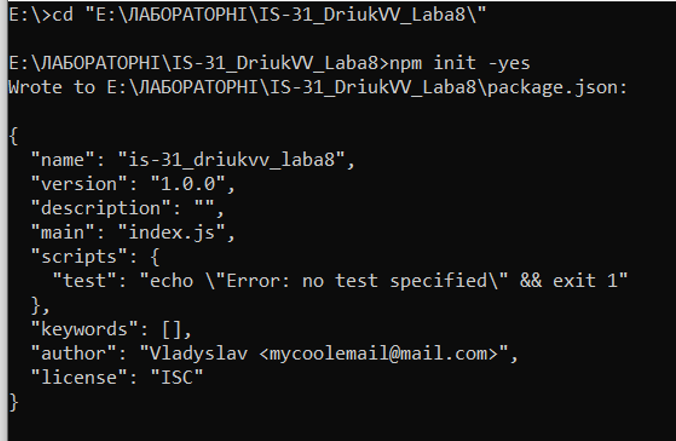 E:\>cd "E:\ЛАБОРАТОРНІ\IS-31_DriukVV_Laba8\"
E:\ЛАБОРАТОРНІ\IS-31_DriukVV_Laba8>npm init -yes
Wrote to E:\ЛАБОРАТОРНІ\IS-31_DriukVV_Laba8\package.json:
{
  "name": "is-31_driukvv_laba8",
  "version": "1.0.0",
  "description": "",
  "main": "index.js",
  "scripts": {
    "test": "echo \"Error: no test specified\" && exit 1"
  },
  "keywords": [],
  "author": "Vladyslav <mycoolemail@mail.com>",
  "license": "ISC"
}